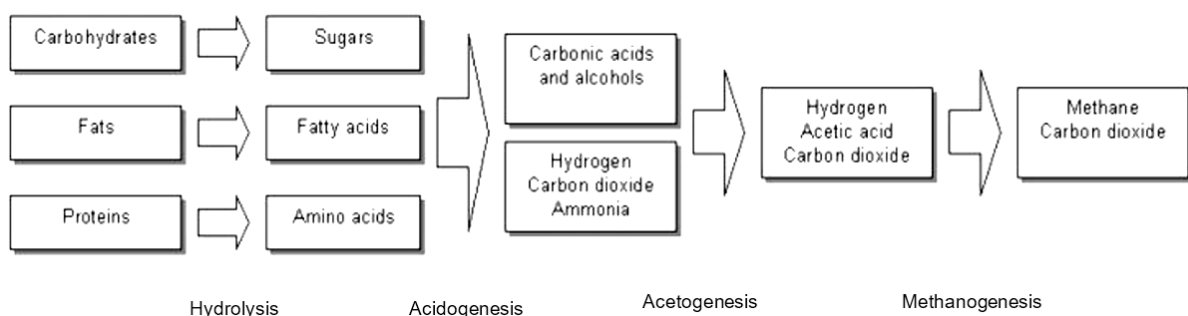 Carbohydrates
Sugars
Fats
Fatty acids
Proteins
Amino acids
Carbonic acids
and alcohols
Hydrogen
Carbon dioxide
Ammonia
Hydrogen
Acetic acid
Carbon dioxide
Methane
Carbon dioxide
Hydrolysis
Acidogenesis
Acetogenesis
Methanogenesis